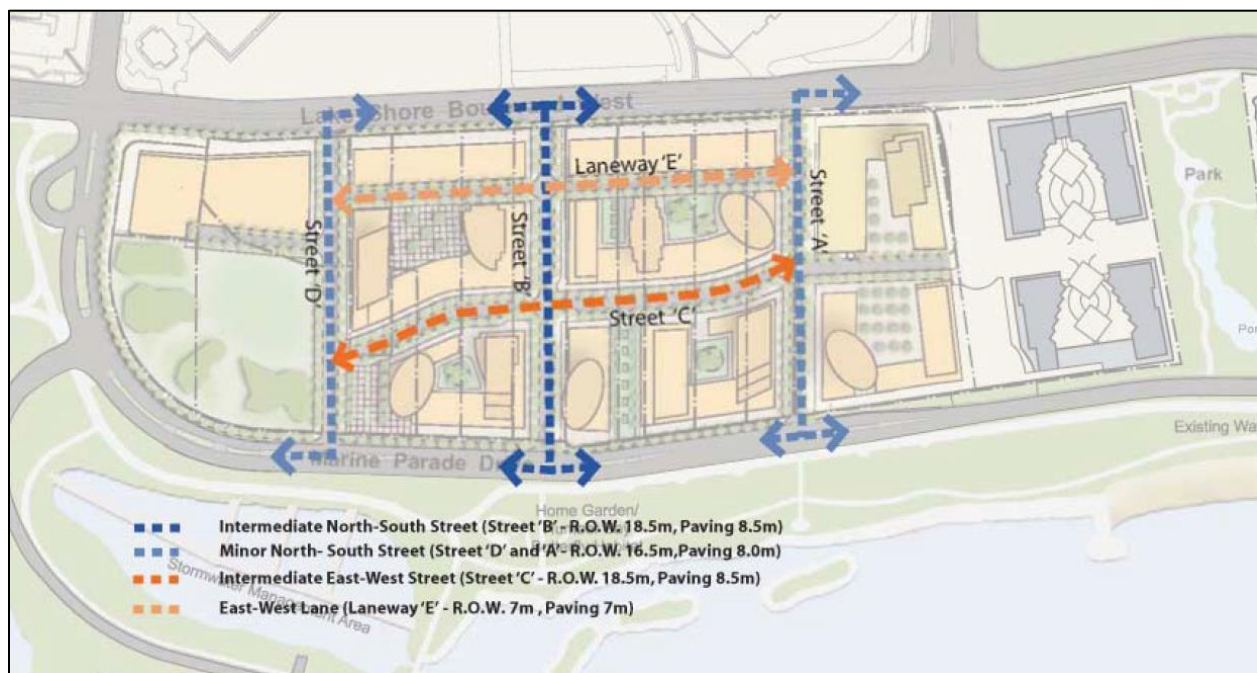 Lake Shore Boulevard West
Laneway 'E'
Street 'A'
Street 'B'
Street 'D'
Street 'C'
Park
Marine Parade Dr
Existing Wa
Home Garden/
Intermediate North-South Street (Street 'B' - R.O.W. 18.5m, Paving 8.5m)
Minor North- South Street (Street 'D' and 'A'- R.O.W. 16.5m,Paving 8.0m)
Intermediate East-West Street (Street 'C' - R.O.W. 18.5m, Paving 8.5m)
East-West Lane (Laneway 'E' - R.O.W. 7m , Paving 7m)
Stormwater Management Area